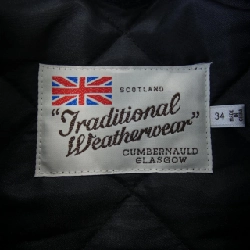 SCOTLAND
"Traditional
Weatherwear"
CUMBERNAULD
GLASGOW
34